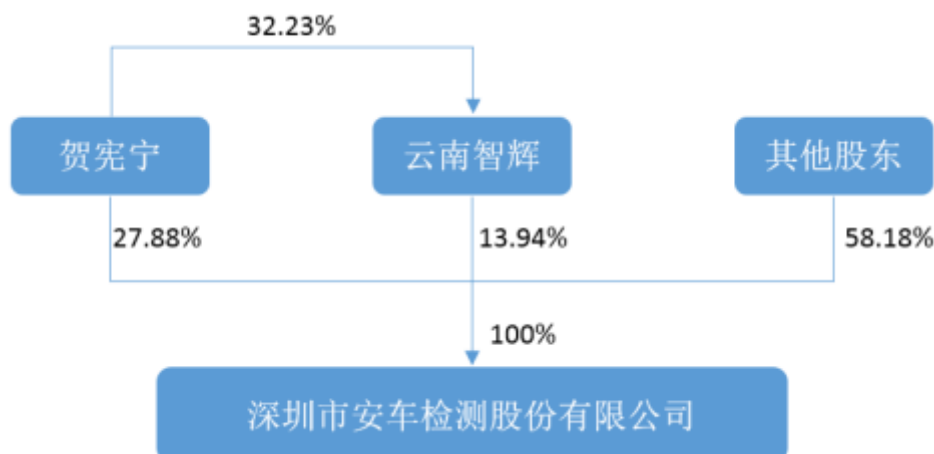 32.23%
贺宪宁
云南智辉
其他股东
27.88%
13.94%
58.18%
100%
深圳市安车检测股份有限公司